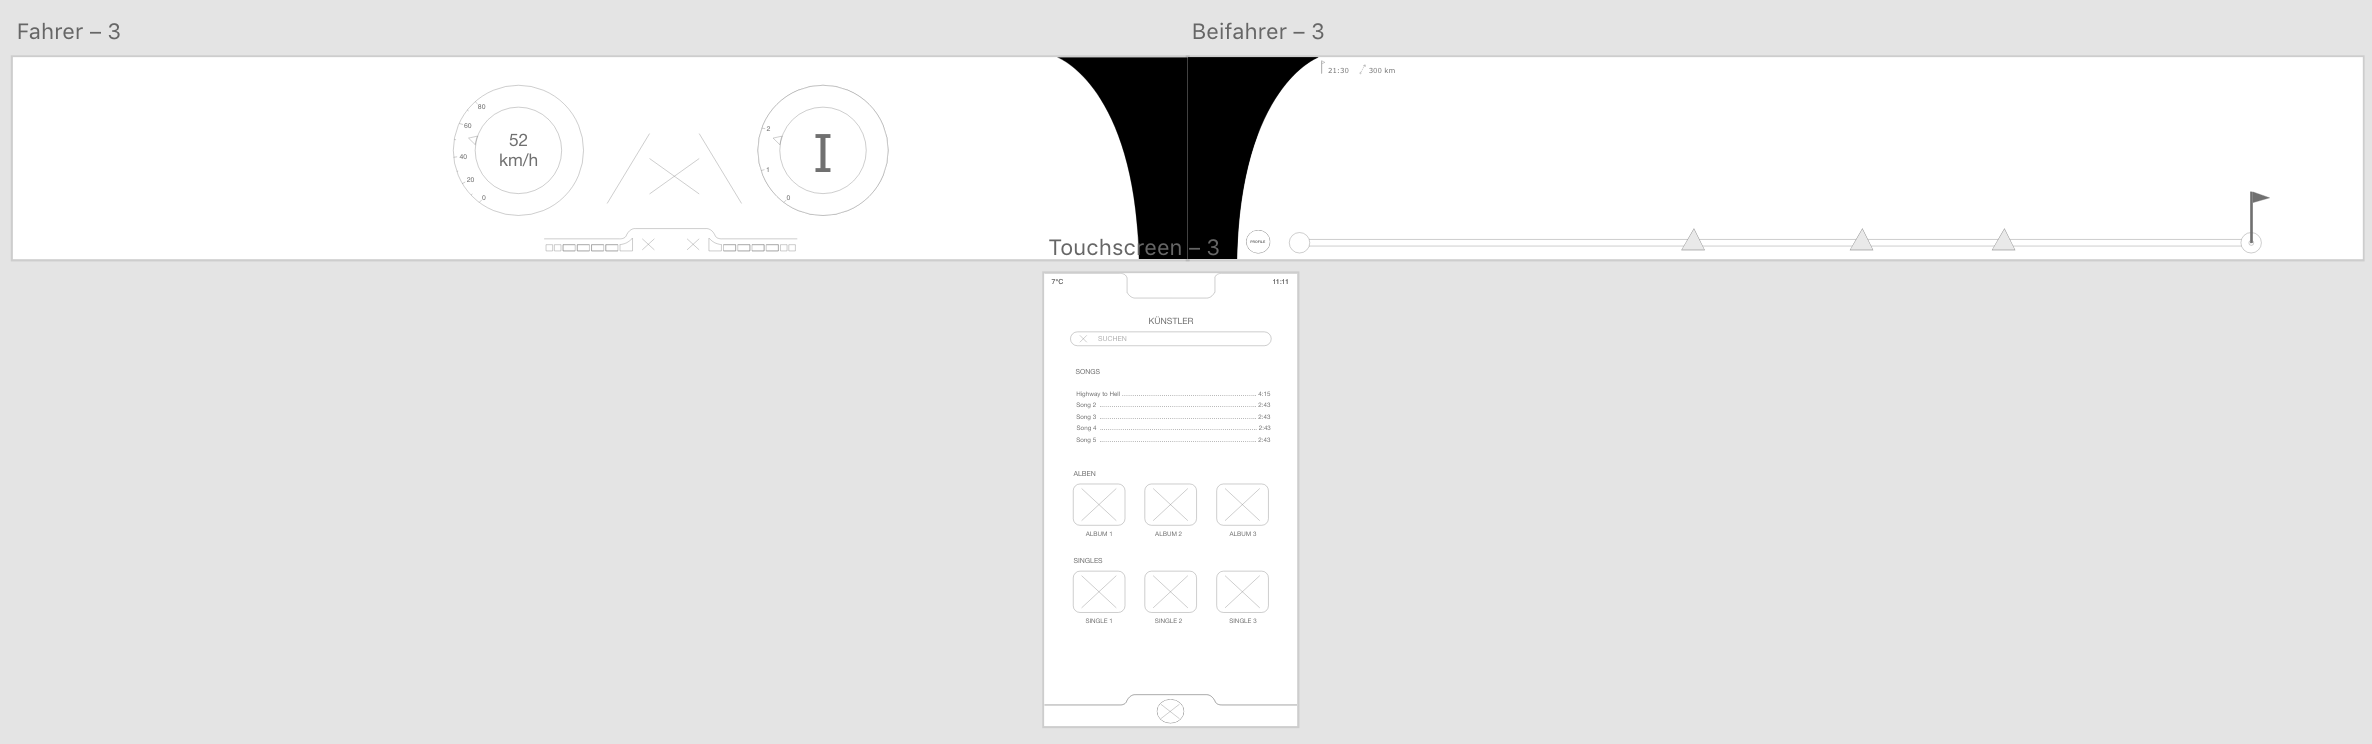 Fahrer – 3
Beifahrer – 3
21:30 300 km
80
60
40
20
0
52
km/h
2
1
0
I
PROFILE
Touchscreen – 3
7°C 11:11
KÜNSTLER
SUCHEN
SONGS
Highway to Hell 4:15
Song 2 2:43
Song 3 2:43
Song 4 2:43
Song 5 2:43
ALBEN
ALBUM 1 ALBUM 2 ALBUM 3
SINGLES
SINGLE 1 SINGLE 2 SINGLE 3